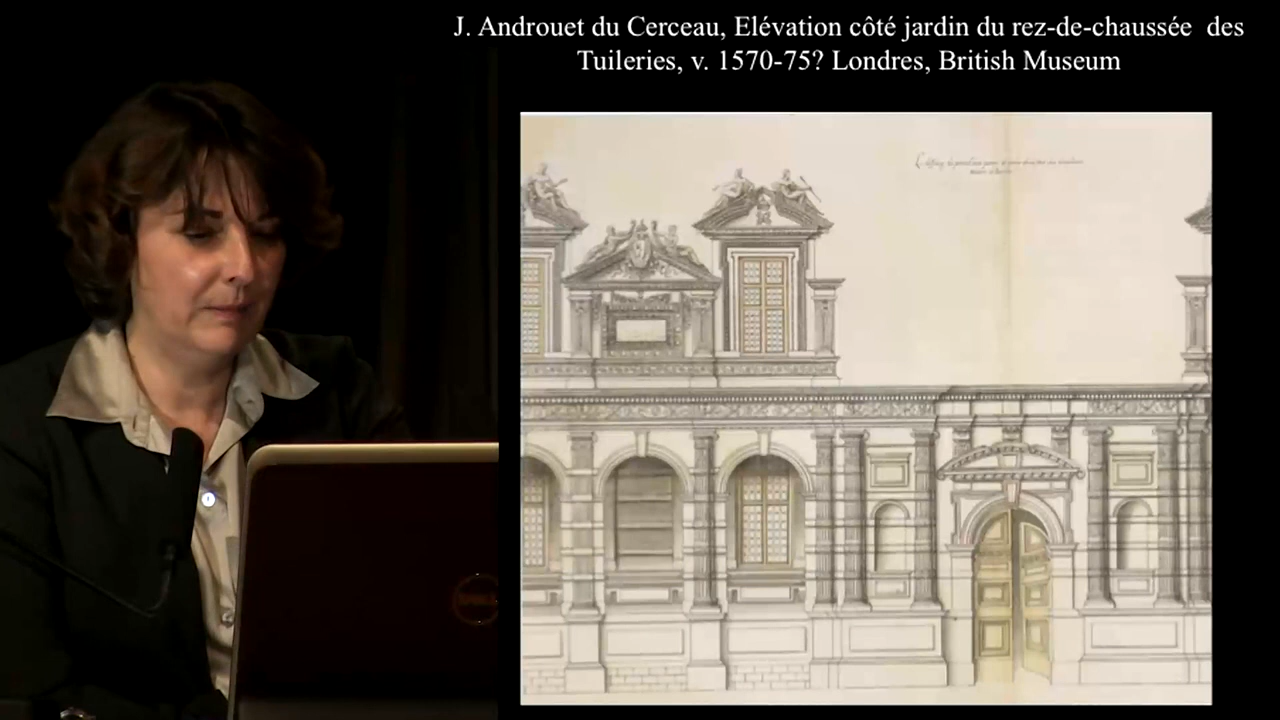 J. Androuet du Cerceau, Elévation côté jardin du rez-de-chaussée des
Tuileries, v. 1570-75? Londres, British Museum